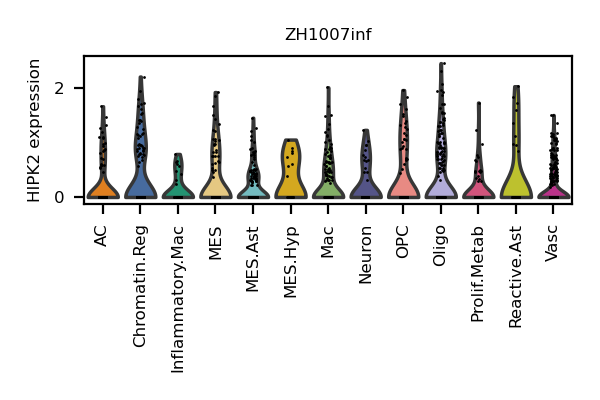 ZH1007inf
HIPK2 expression
2
0
AC
Chromatin.Reg
Inflammatory.Mac
MES
MES.Ast
MES.Hyp
Mac
Neuron
OPC
Oligo
Prolif.Metab
Reactive.Ast
Vasc